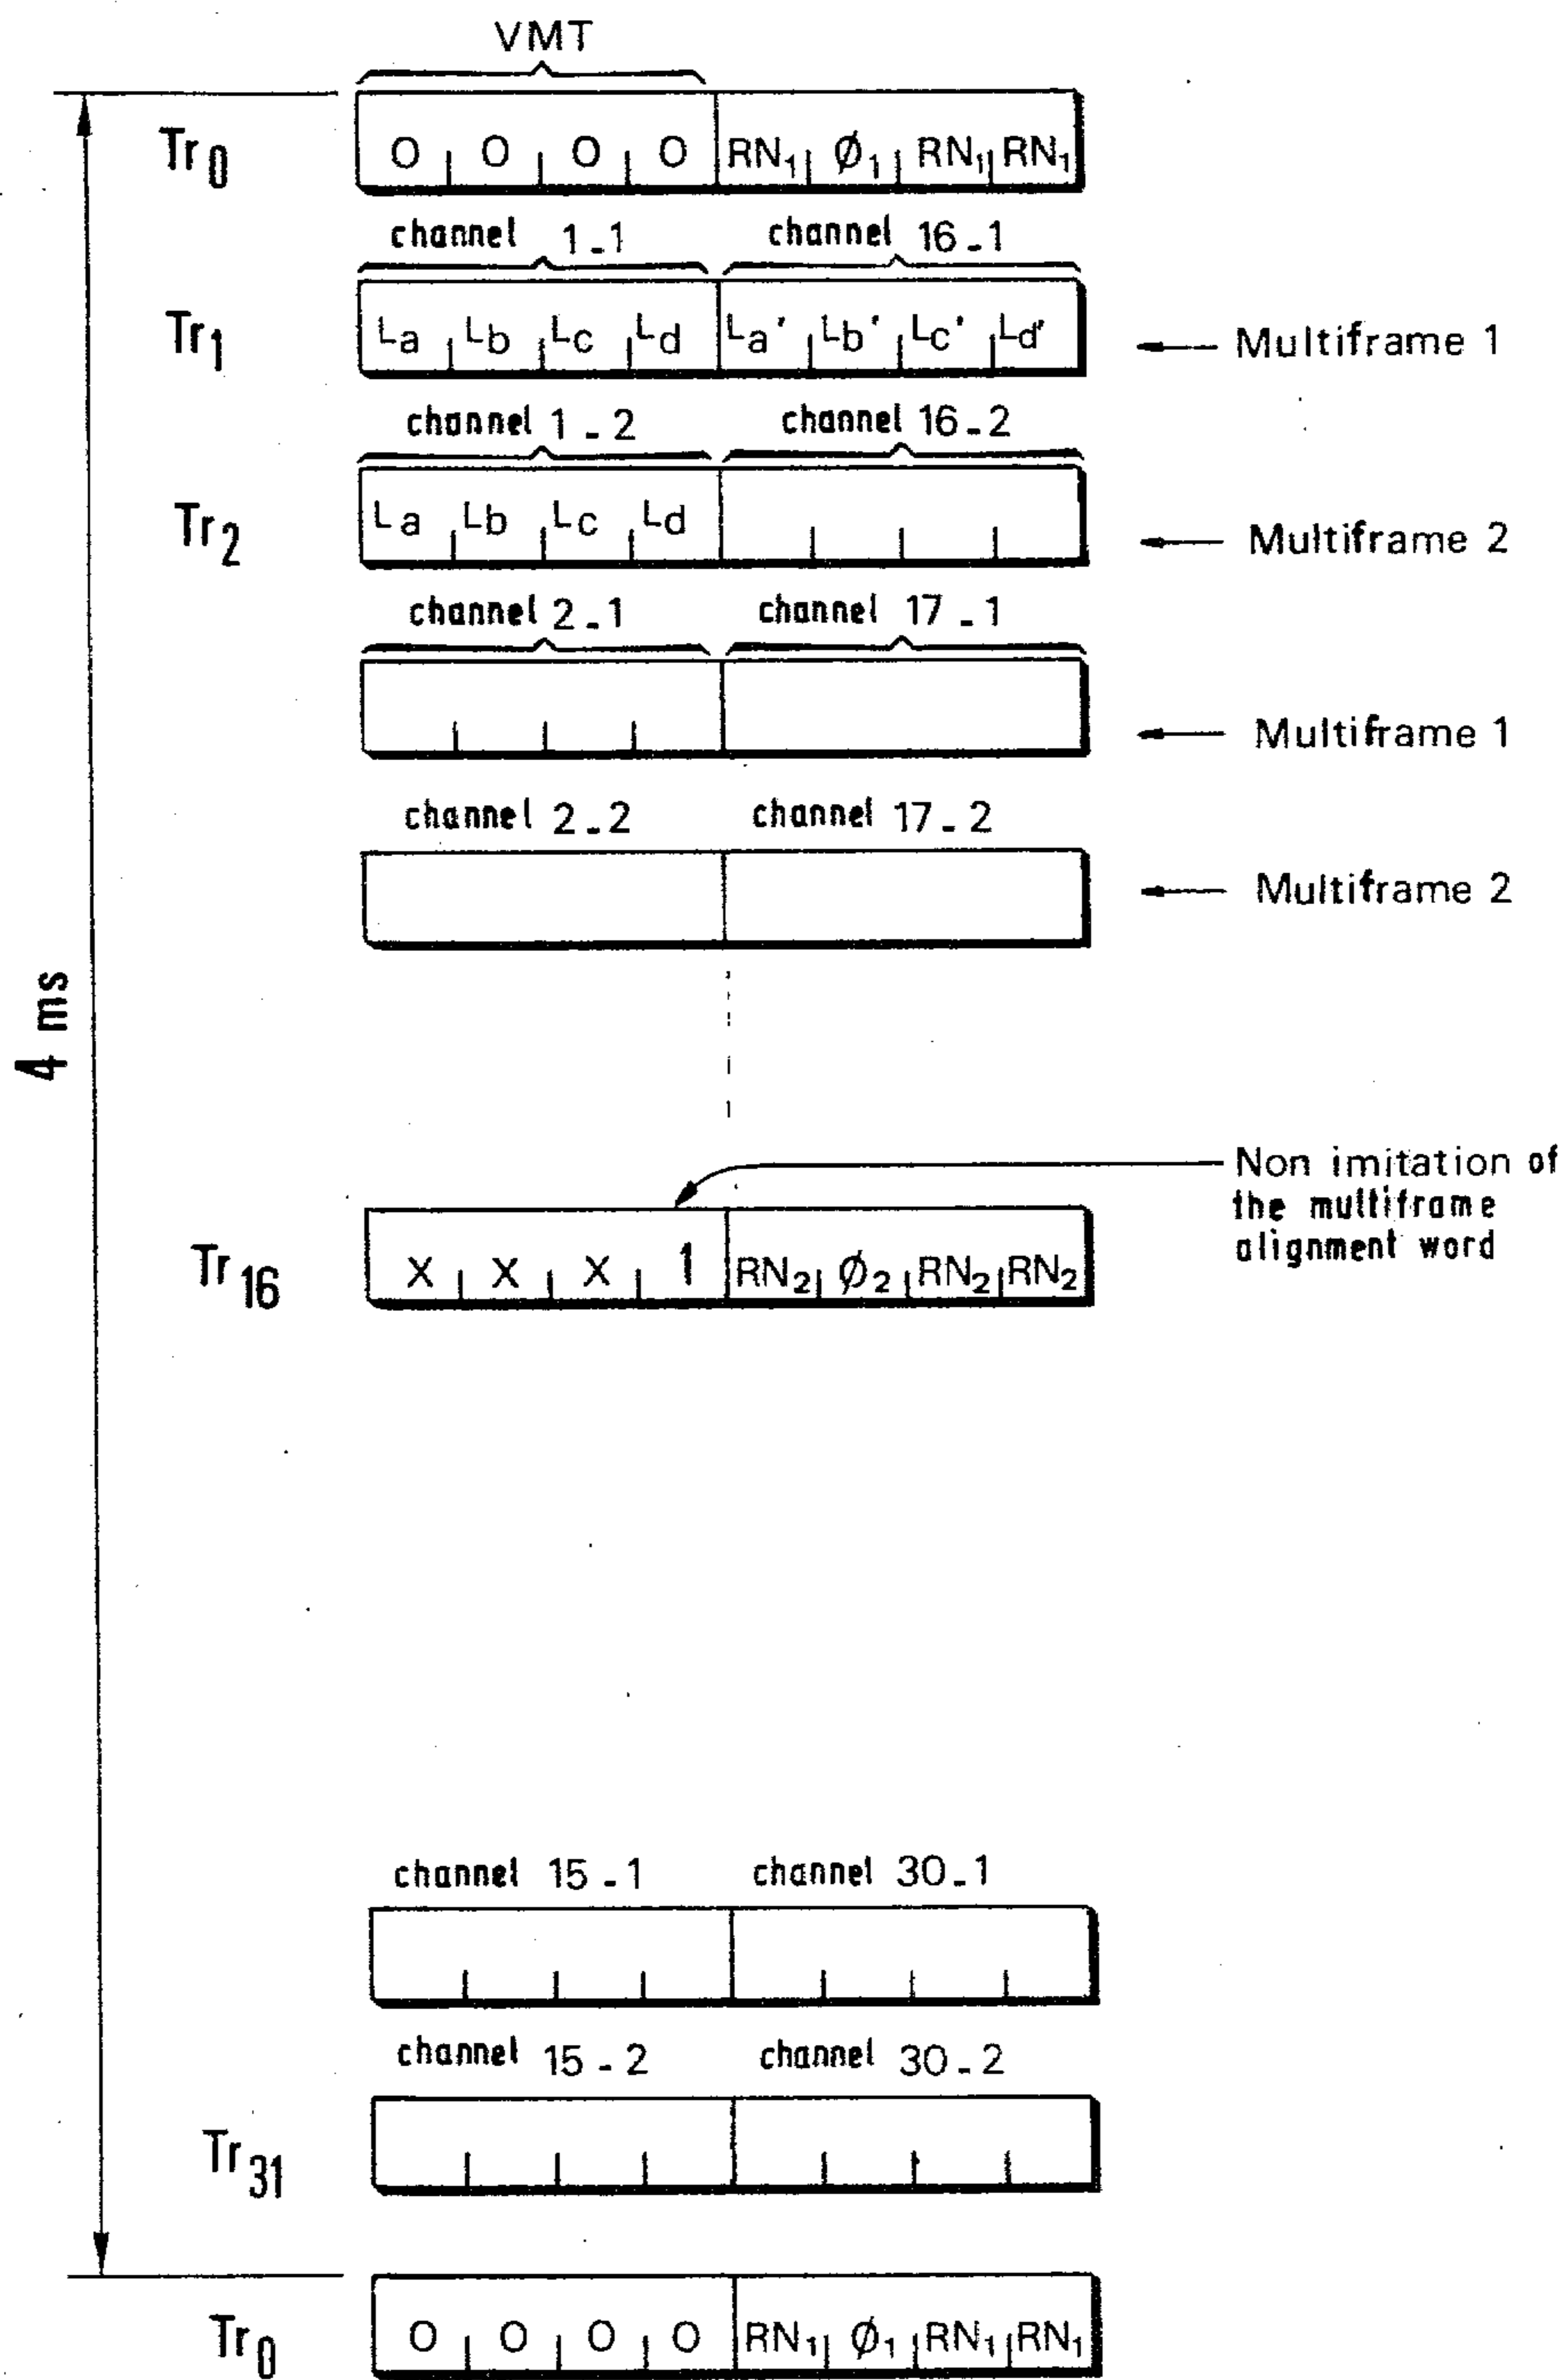 VMT
Tr0 O O O O RN1 Ø1 RN1 RN1
channel 1-1 channel 16-1
Tr1 La Lb Lc Ld La' Lb' Lc' Ld' Multiframe 1
channel 1-2 channel 16-2
Tr2 La Lb Lc Ld Multiframe 2
channel 2-1 channel 17-1
Multiframe 1
channel 2-2 channel 17-2
Multiframe 2
4 ms
Non imitation of
the multiframe
alignment word
Tr16 X X X 1 RN2 Ø2 RN2 RN2
channel 15-1 channel 30-1
channel 15-2 channel 30-2
Tr31
Tr0 O O O O RN1 Ø1 RN1 RN1